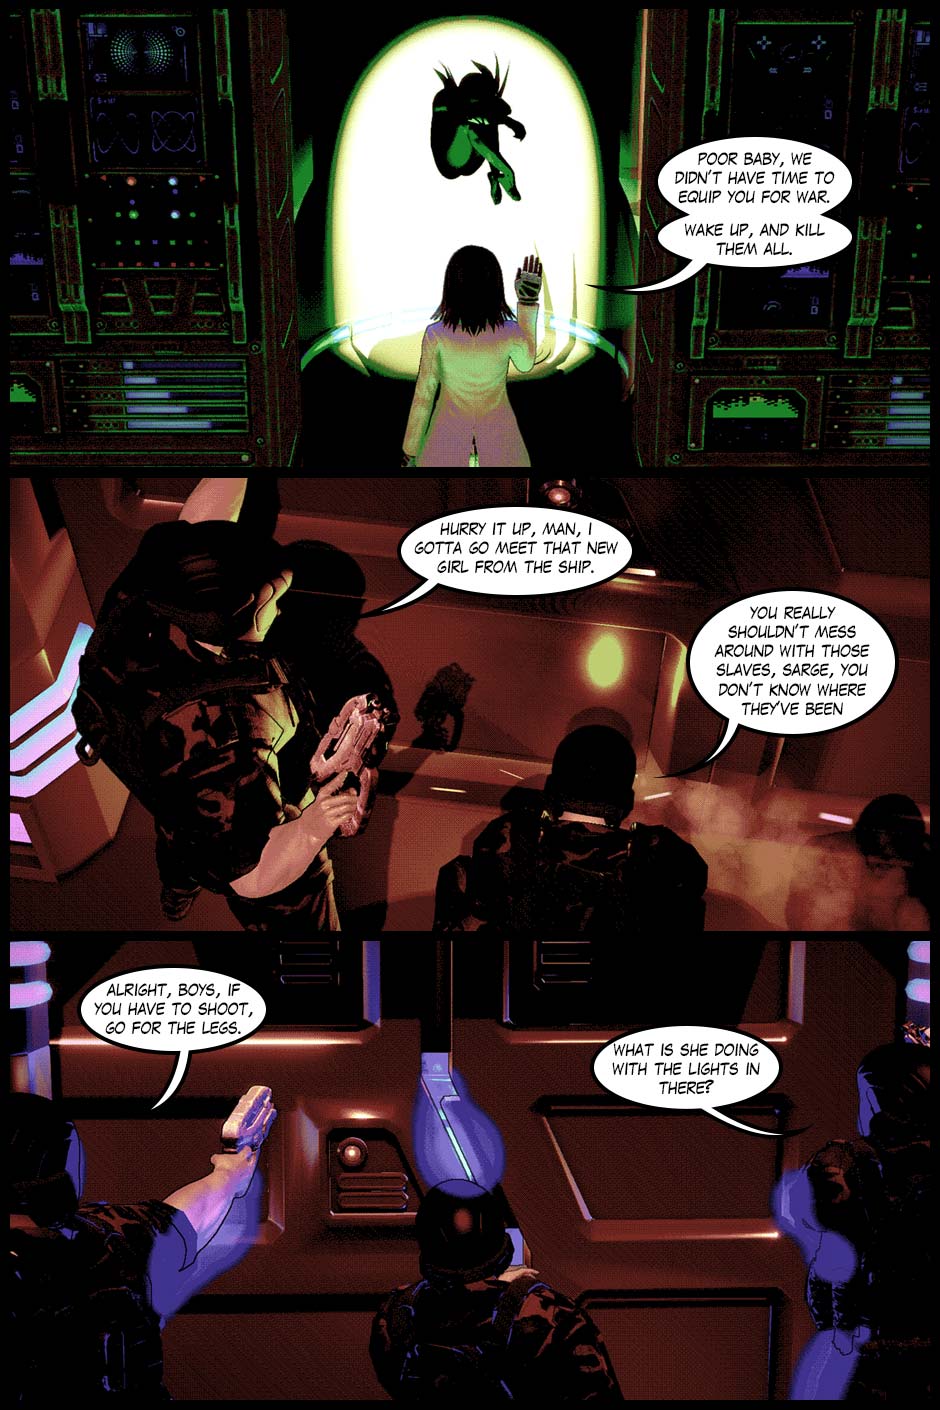 POOR BABY, WE
DIDN'T HAVE TIME TO
EQUIP YOU FOR WAR.
WAKE UP, AND KILL
THEM ALL.
HURRY IT UP, MAN, I
GOTTA GO MEET THAT NEW
GIRL FROM THE SHIP.
YOU REALLY
SHOULDN'T MESS
AROUND WITH THOSE
SLAVES, SARGE, YOU
DON'T KNOW WHERE
THEY'VE BEEN
ALRIGHT, BOYS, IF
YOU HAVE TO SHOOT,
GO FOR THE LEGS.
WHAT IS SHE DOING
WITH THE LIGHTS IN
THERE?